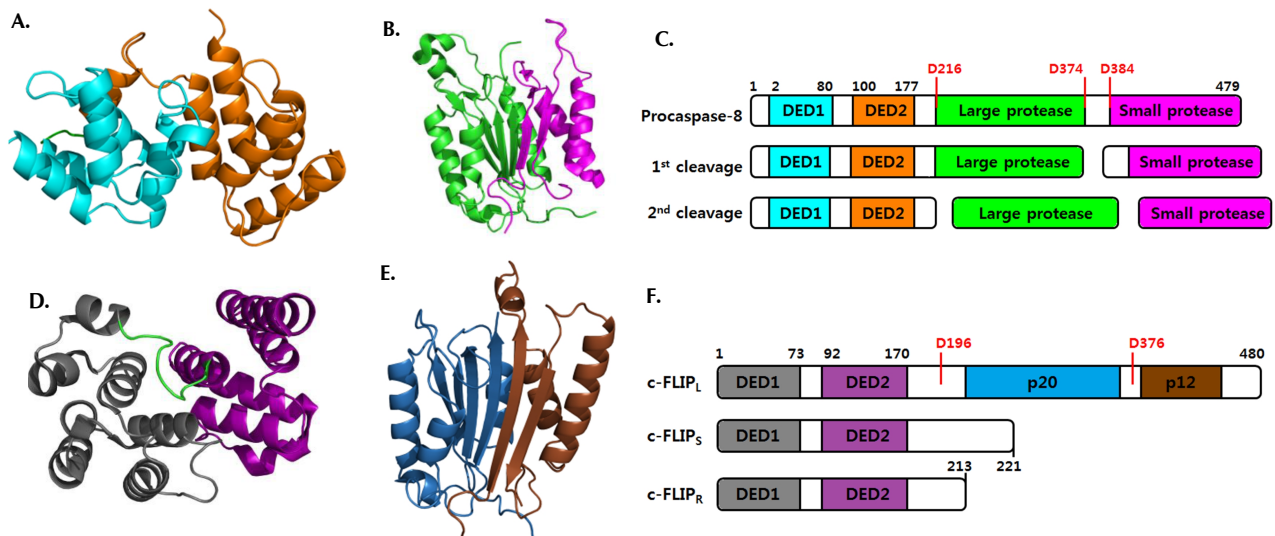 A.
B.
C.
D216 D374 D384
1 2 80 100 177 479
Procaspase-8 DED1 DED2 Large protease Small protease
1st cleavage DED1 DED2 Large protease Small protease
2nd cleavage DED1 DED2 Large protease Small protease
D.
E.
F.
D196 D376
1 73 92 170 480
c-FLIPL DED1 DED2 p20 p12
c-FLIPS DED1 DED2
213 221
c-FLIPR DED1 DED2